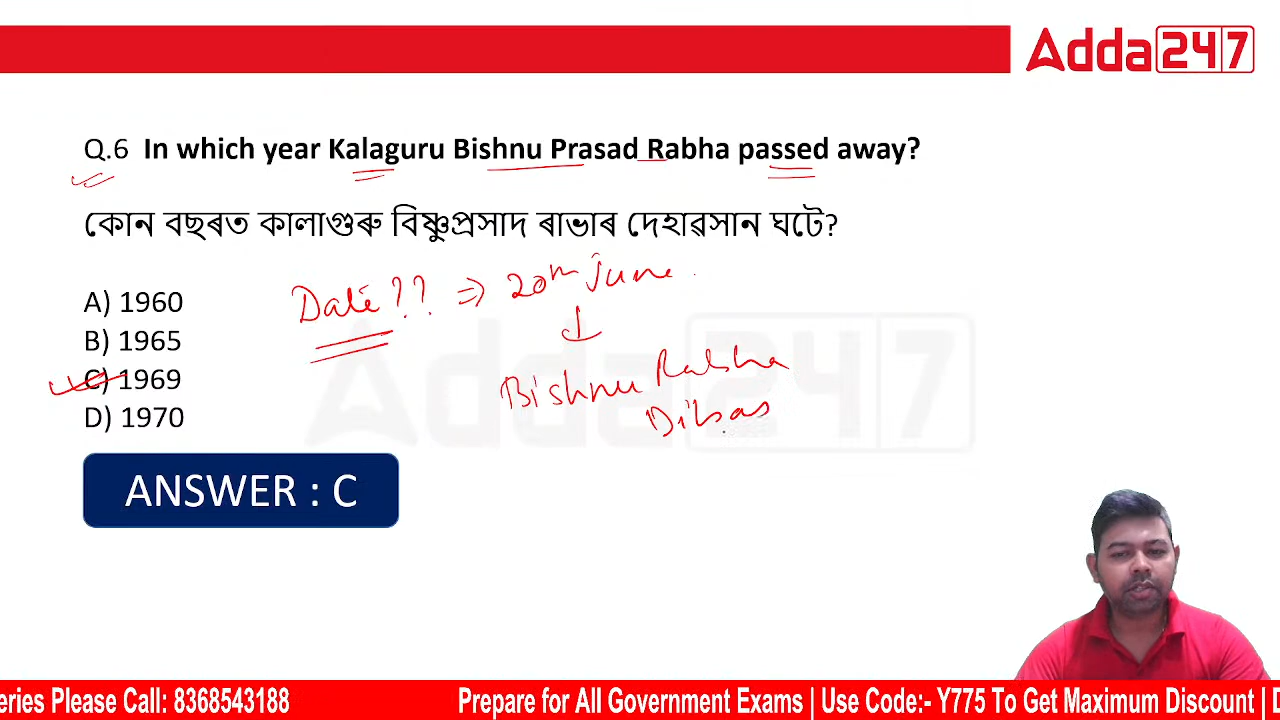 Adda247
Q.6 In which year Kalaguru Bishnu Prasad Rabha passed away?
কোন বছৰত কালাগুৰু বিষ্ণুপ্ৰসাদ ৰাভাৰ দেহাৱসান ঘটে?
A) 1960
B) 1965
C) 1969
D) 1970
Date ?? ⇒ 20th June
Bishnu Rabha
Dibas
Adda247
ANSWER : C
eries Please Call: 8368543188 Prepare for All Government Exams | Use Code:- Y775 To Get Maximum Discount |